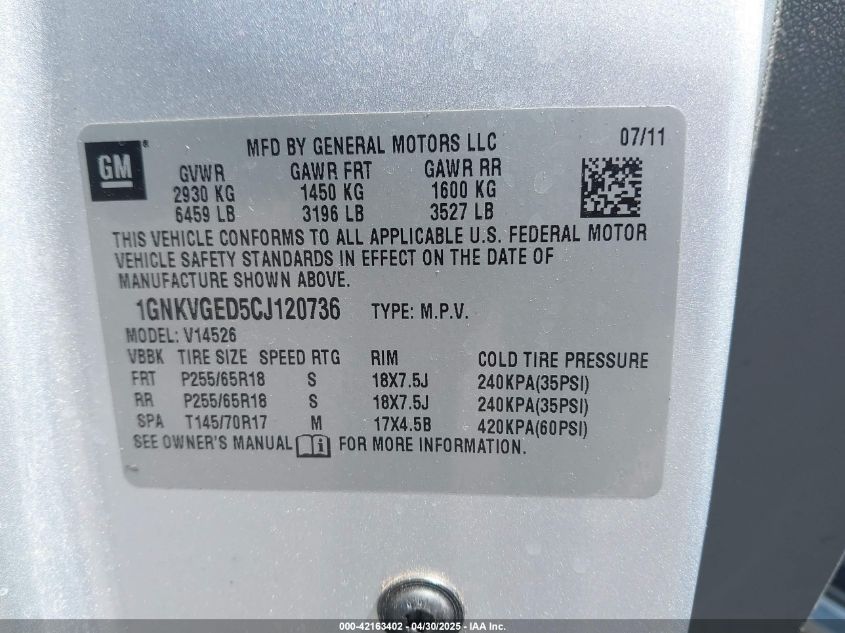 GM
MFD BY GENERAL MOTORS LLC 07/11
GVWR GAWR FRT GAWR RR
2930 KG 1450 KG 1600 KG
6459 LB 3196 LB 3527 LB
THIS VEHICLE CONFORMS TO ALL APPLICABLE U.S. FEDERAL MOTOR
VEHICLE SAFETY STANDARDS IN EFFECT ON THE DATE OF
MANUFACTURE SHOWN ABOVE.
1GNKVGED5CJ120736 TYPE: M.P.V.
MODEL: V14526
VBBK TIRE SIZE SPEED RTG RIM COLD TIRE PRESSURE
FRT P255/65R18 S 18X7.5J 240KPA(35PSI)
RR P255/65R18 S 18X7.5J 240KPA(35PSI)
SPA T145/70R17 M 17X4.5B 420KPA(60PSI)
SEE OWNER'S MANUAL i FOR MORE INFORMATION.
000-42163402 - 04/30/2025 - IAA Inc.